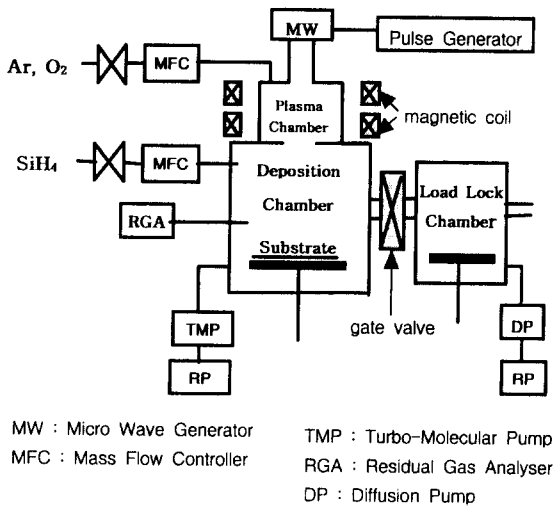 MW
Pulse Generator
Ar, O₂
MFC
Plasma
Chamber
magnetic coil
SiH₄
MFC
Deposition
Chamber
Load Lock
Chamber
RGA
Substrate
gate valve
TMP
DP
RP
RP
MW : Micro Wave Generator
MFC : Mass Flow Controller
TMP : Turbo-Molecular Pump
RGA : Residual Gas Analyser
DP : Diffusion Pump